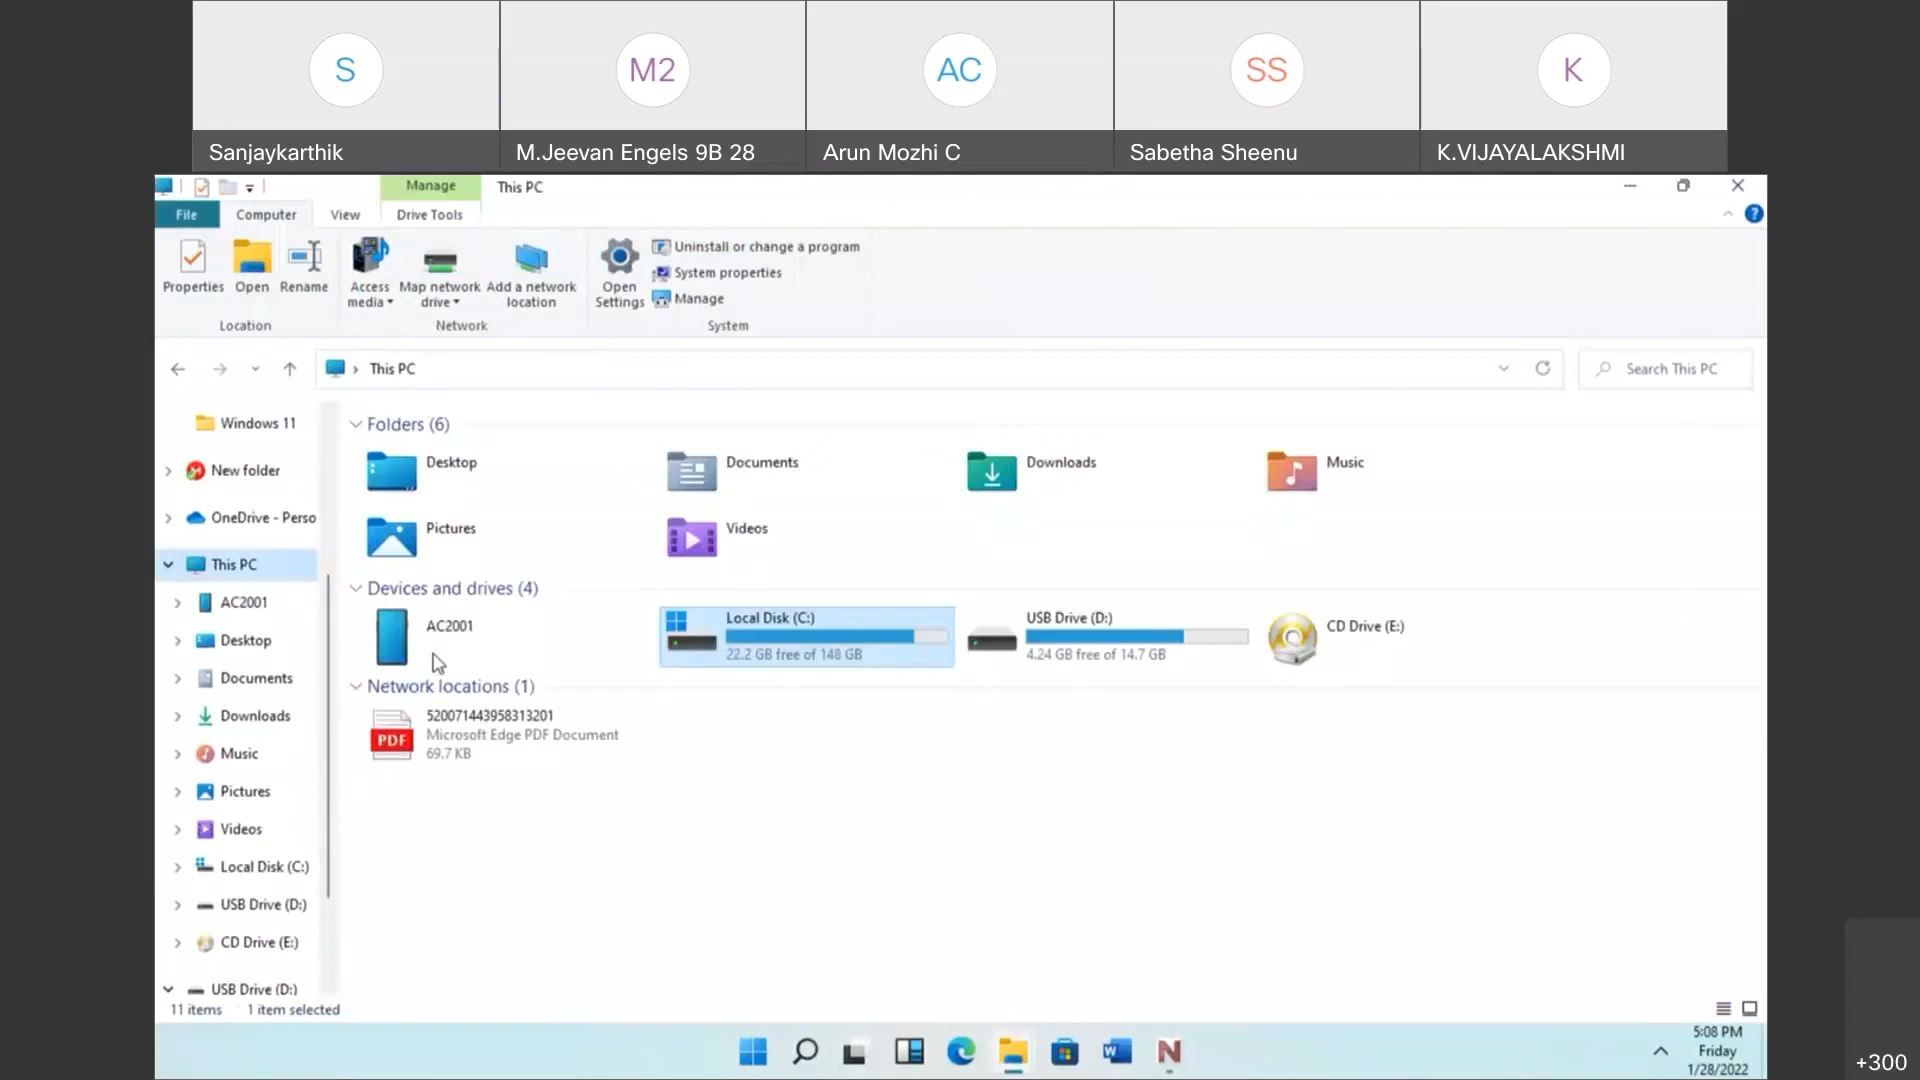 S
M2
AC
SS
K
Sanjaykarthik
M.Jeevan Engels 9B 28
Arun Mozhi C
Sabetha Sheenu
K.VIJAYALAKSHMI
Manage
This PC
File
Computer
View
Drive Tools
Properties
Open
Rename
Access
media
Map network
drive
Add a network
location
Open
Settings
Uninstall or change a program
System properties
Manage
Location
Network
System
This PC
Search This PC
Windows 11
New folder
OneDrive - Perso
This PC
AC2001
Desktop
Documents
Downloads
Music
Pictures
Videos
Local Disk (C:)
USB Drive (D:)
CD Drive (E:)
USB Drive (D:)
Folders (6)
Desktop
Documents
Downloads
Music
Pictures
Videos
Devices and drives (4)
AC2001
Local Disk (C:)
22.2 GB free of 148 GB
USB Drive (D:)
4.24 GB free of 14.7 GB
CD Drive (E:)
Network locations (1)
PDF
520071443958313201
Microsoft Edge PDF Document
69.7 KB
11 items
1 item selected
W
N
5:08 PM
Friday
1/28/2022
+300